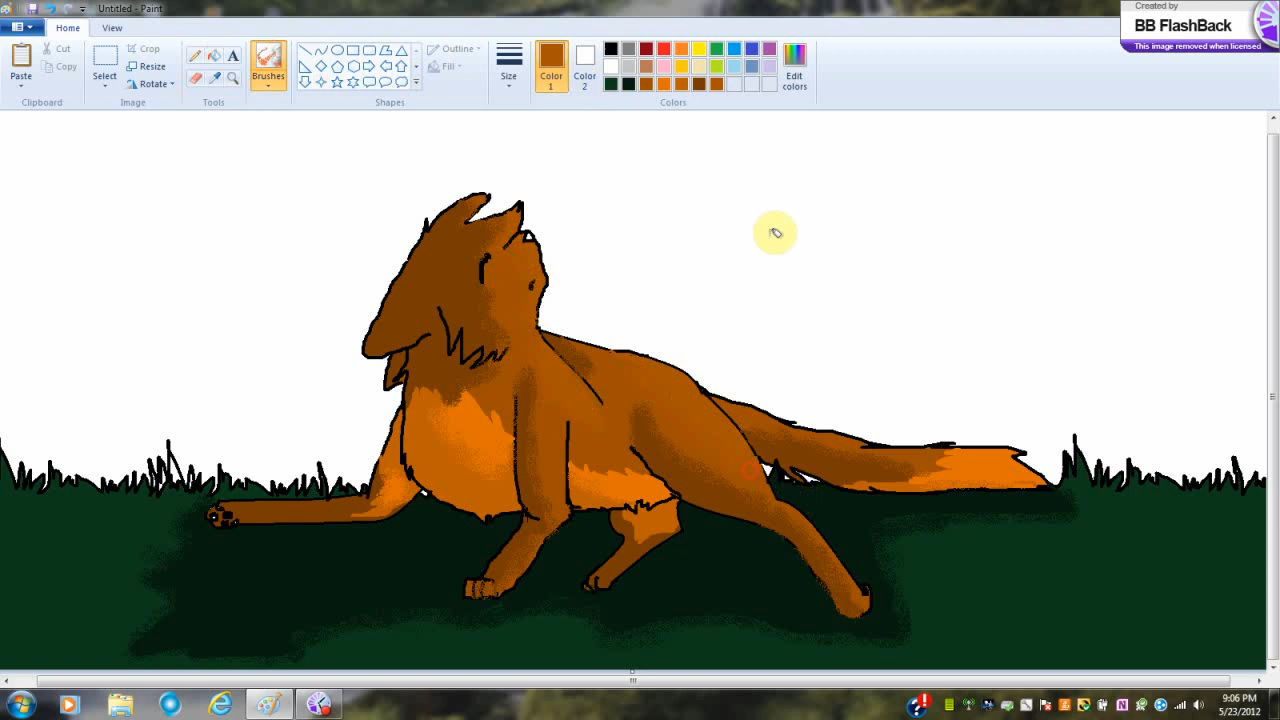 Untitled - Paint
Created by
BB FlashBack
This image removed when licensed
Home
View
Paste
Cut
Copy
Clipboard
Select
Crop
Resize
Rotate
Image
A
Tools
Brushes
Shapes
Outline
Fill
Size
Color
1
Color
2
Colors
Edit
colors
N
9:06 PM
5/23/2012